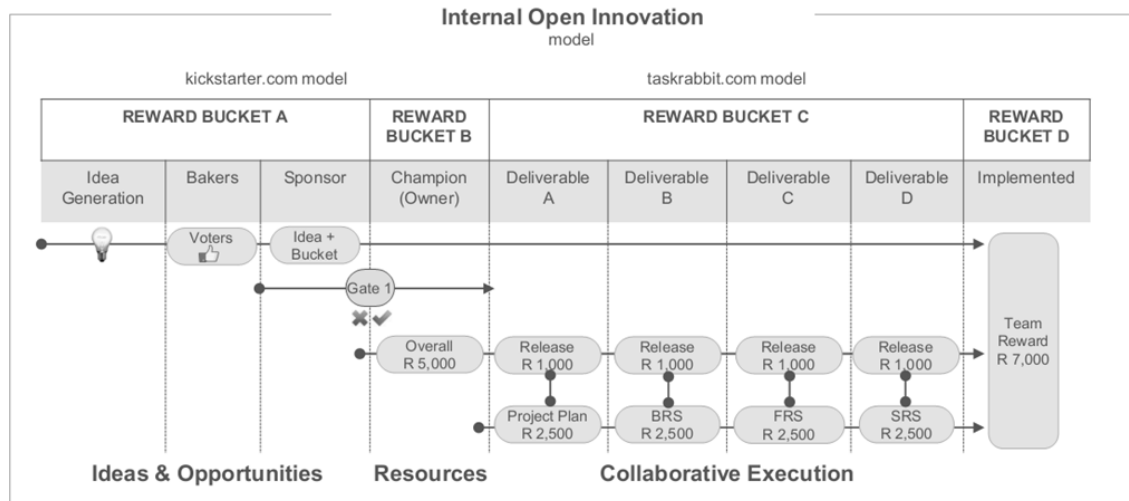 Internal Open Innovation
model
kickstarter.com model
taskrabbit.com model
REWARD BUCKET A
REWARD
BUCKET B
REWARD BUCKET C
REWARD
BUCKET D
Idea
Generation
Bakers
Sponsor
Champion
(Owner)
Deliverable
A
Deliverable
B
Deliverable
C
Deliverable
D
Implemented
Voters
Idea +
Bucket
Gate 1
Overall
R 5,000
Release
R 1,000
Release
R 1,000
Release
R 1,000
Release
R 1,000
Team
Reward
R 7,000
Project Plan
R 2,500
BRS
R 2,500
FRS
R 2,500
SRS
R 2,500
Ideas & Opportunities
Resources
Collaborative Execution